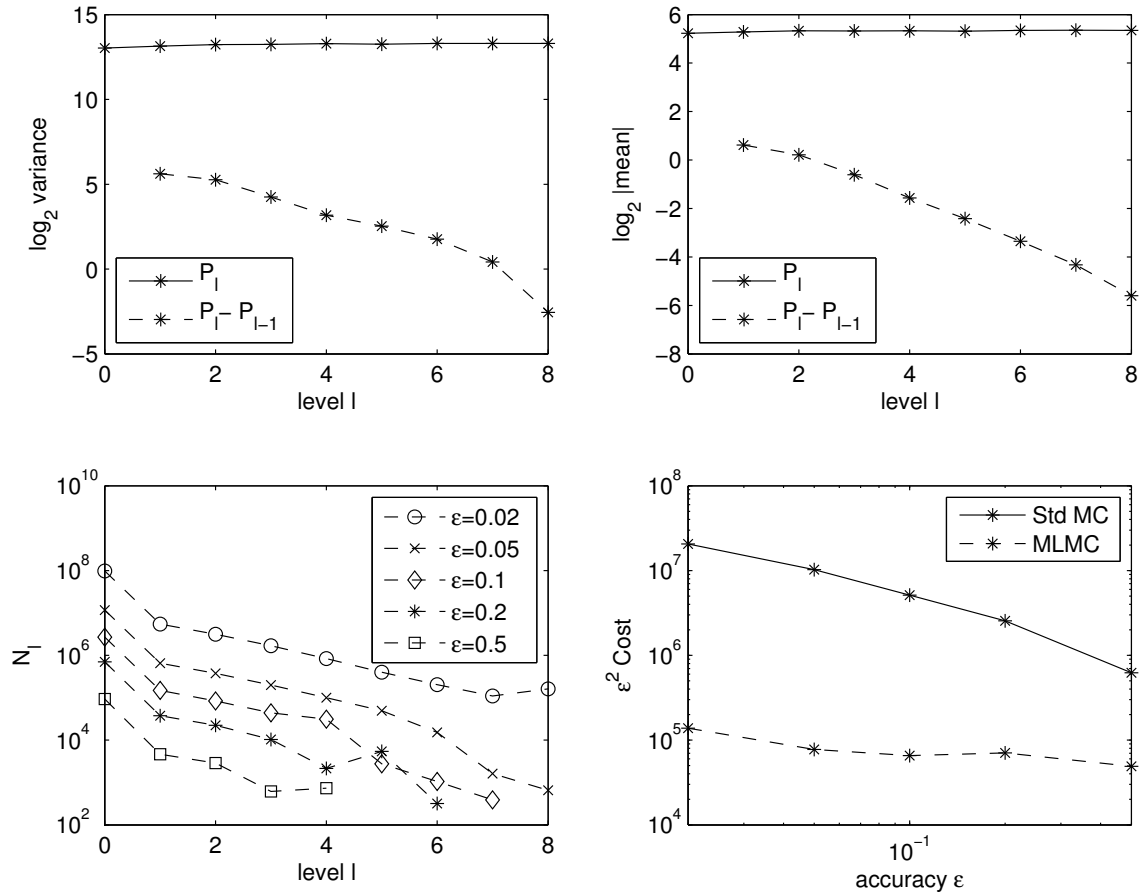 15
10
5
0
−5
log2 variance
P_l
P_l − P_l−1
0 2 4 6 8
level l
6
4
2
0
−2
−4
−6
−8
log2 |mean|
P_l
P_l − P_l−1
0 2 4 6 8
level l
10^10
10^8
10^6
10^4
10^2
N_l
ε=0.02
ε=0.05
ε=0.1
ε=0.2
ε=0.5
0 2 4 6 8
level l
10^8
10^7
10^6
10^5
10^4
ε^2 Cost
Std MC
MLMC
10^−1
accuracy ε